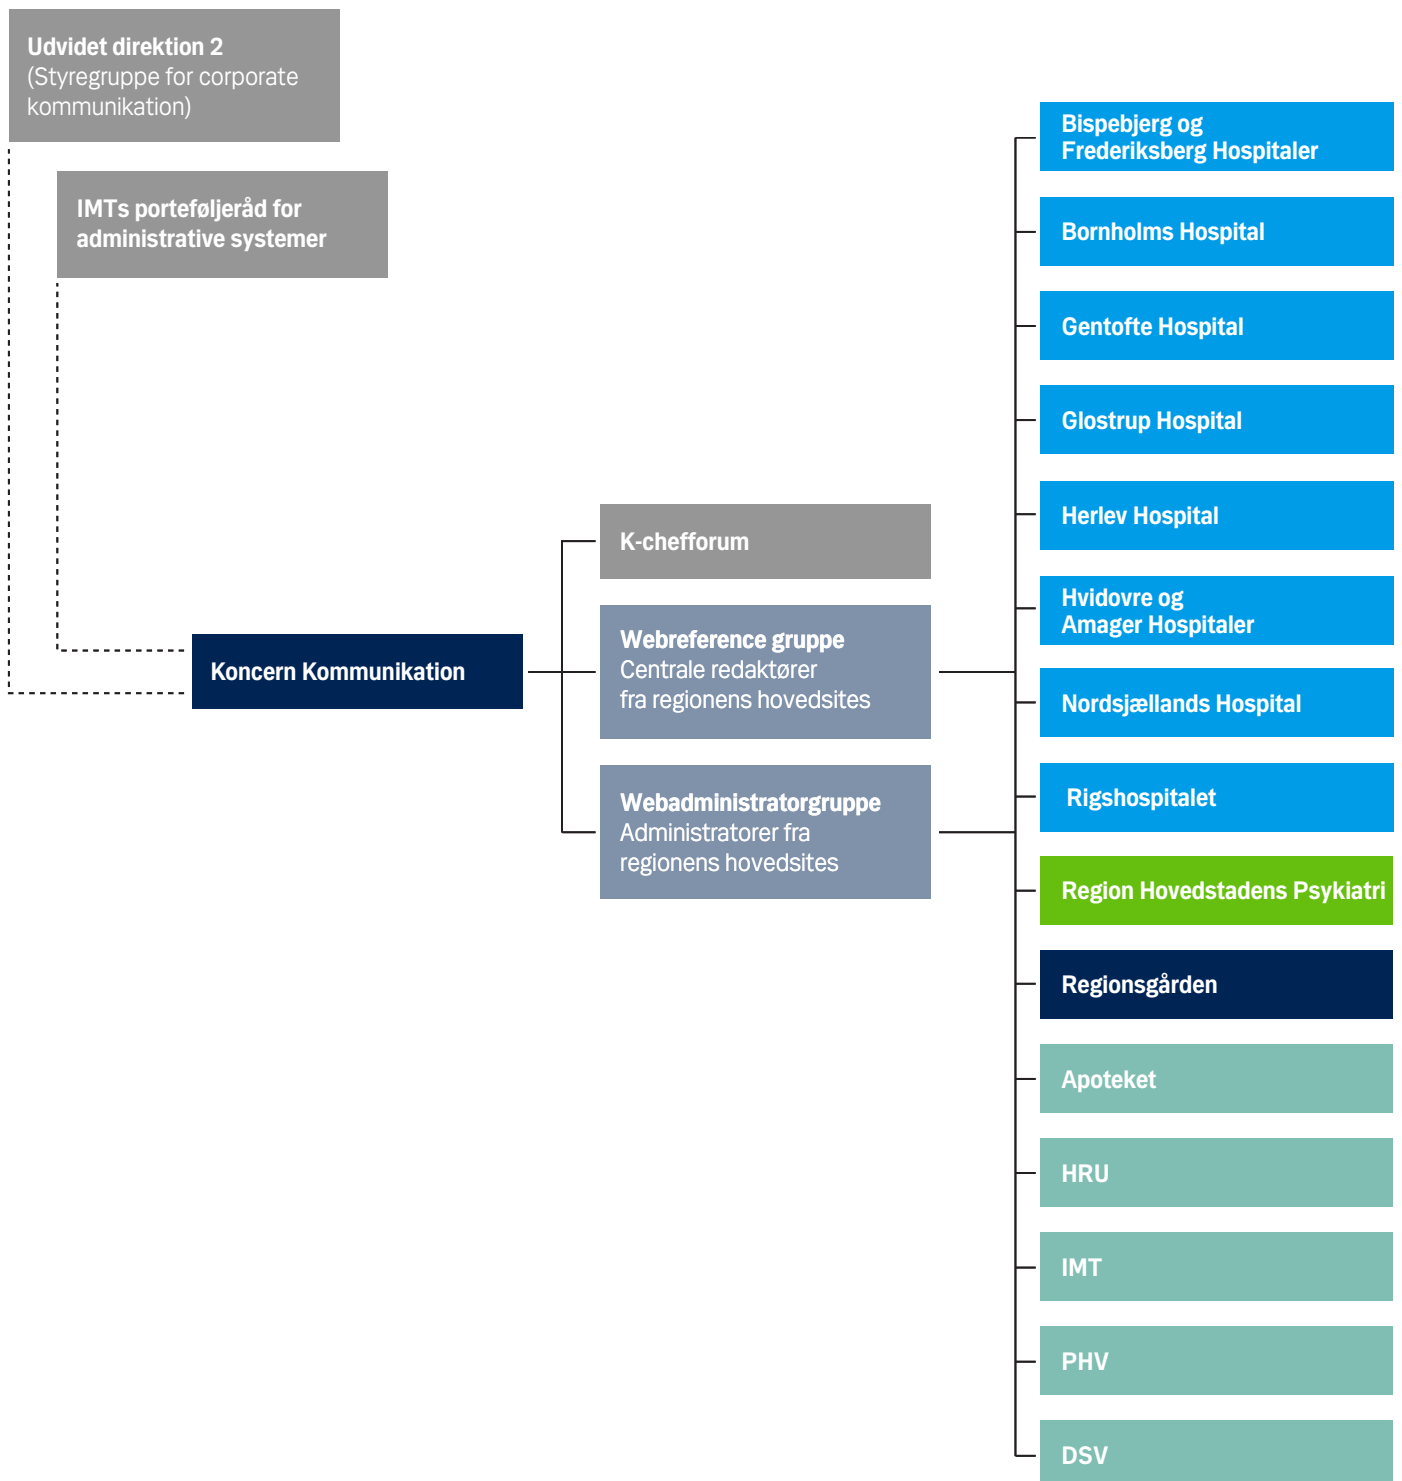 Udvidet direktion 2
(Styregruppe for corporate
kommunikation)
IMTs porteføljeråd for
administrative systemer
Koncern Kommunikation
K-chefforum
Webreference gruppe
Centrale redaktører
fra regionens hovedsites
Webadministratorgruppe
Administratorer fra
regionens hovedsites
Bispebjerg og
Frederiksberg Hospitaler
Bornholms Hospital
Gentofte Hospital
Glostrup Hospital
Herlev Hospital
Hvidovre og
Amager Hospitaler
Nordsjællands Hospital
Rigshospitalet
Region Hovedstadens Psykiatri
Regionsgården
Apoteket
HRU
IMT
PHV
DSV